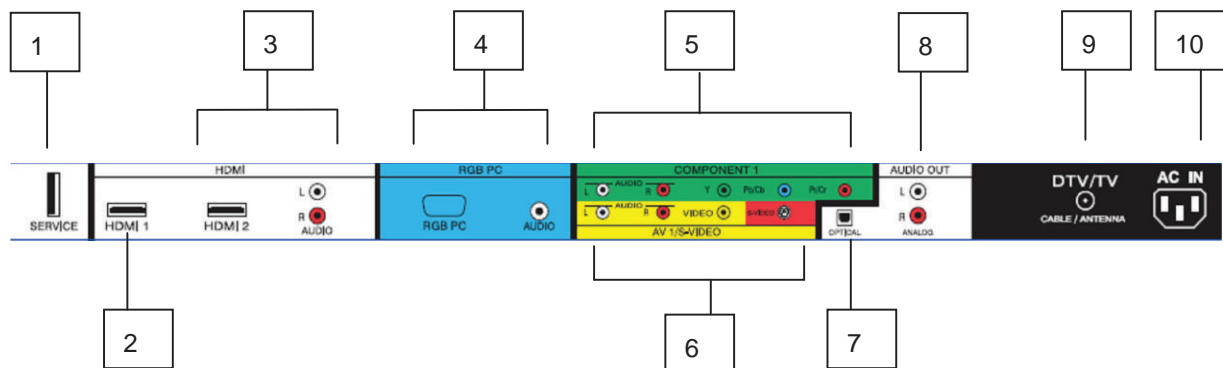 1
3
4
5
8
9
10
HDMI
RGB PC
COMPONENT 1
AUDIO OUT
SERVICE
HDMI 1
HDMI 2
L
R
AUDIO
RGB PC
AUDIO
L AUDIO R Y Pb/Cb Pr/Cr
L AUDIO R VIDEO S-VIDEO
AV 1/S-VIDEO
OPTICAL
L
R
ANALOG
DTV/TV
CABLE / ANTENNA
AC IN
2
6
7